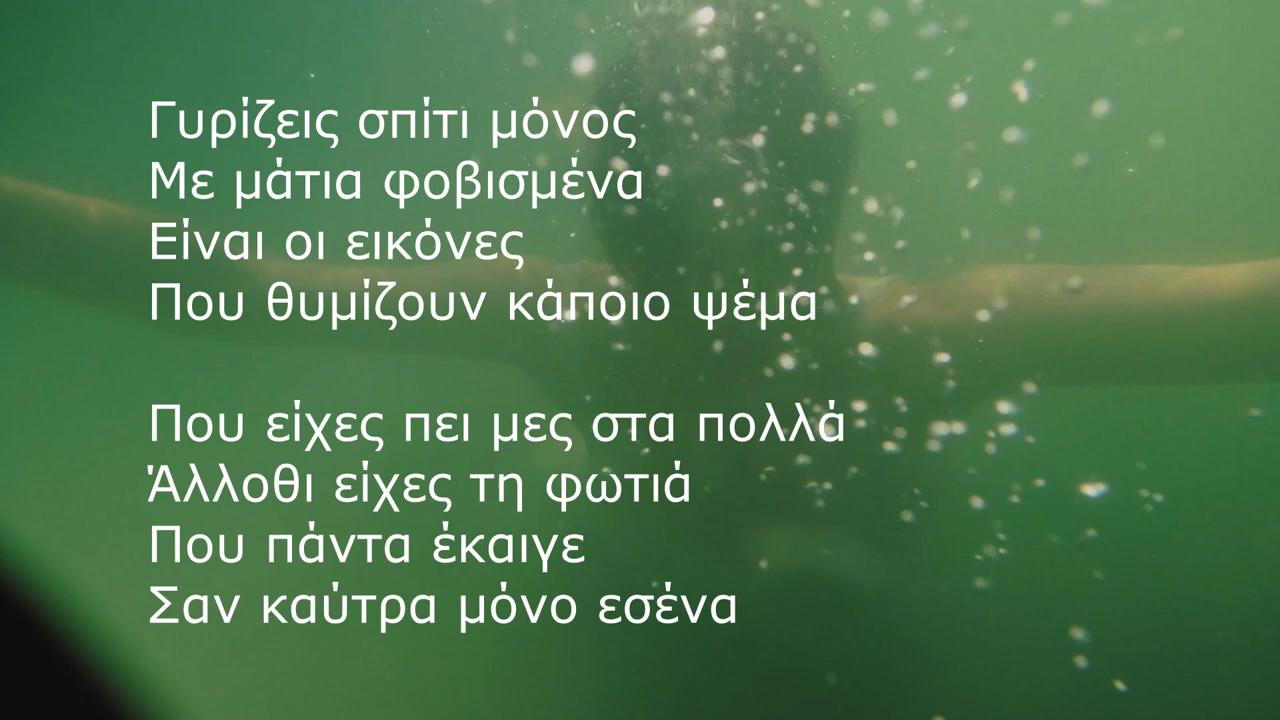 Γυρίζεις σπίτι μόνος
Με μάτια φοβισμένα
Είναι οι εικόνες
Που θυμίζουν κάποιο ψέμα
Που είχες πει μες στα πολλά
Άλλοθι είχες τη φωτιά
Που πάντα έκαιγε
Σαν καύτρα μόνο εσένα